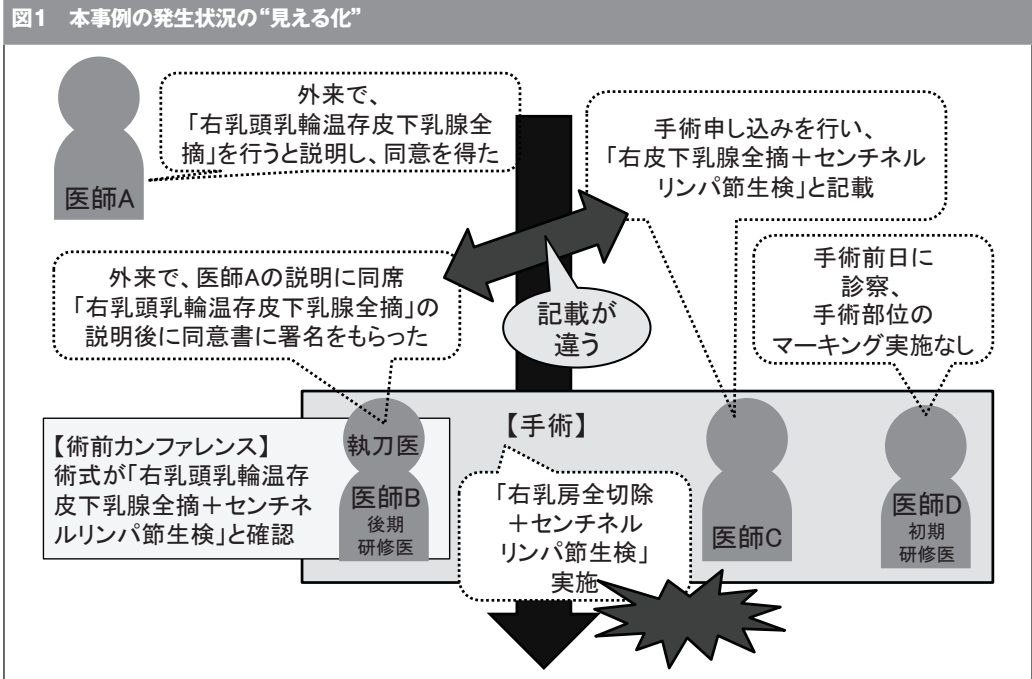 図1 本事例の発生状況の“見える化”
外来で、
「右乳頭乳輪温存皮下乳腺全
摘」を行うと説明し、同意を得た
医師A
手術申し込みを行い、
「右皮下乳腺全摘＋センチネル
リンパ節生検」と記載
外来で、医師Aの説明に同席
「右乳頭乳輪温存皮下乳腺全摘」の
説明後に同意書に署名をもらった
記載が
違う
手術前日に
診察、
手術部位の
マーキング実施なし
【術前カンファレンス】
術式が「右乳頭乳輪温存
皮下乳腺全摘＋センチネ
ルリンパ節生検」と確認
執刀医
医師B
後期
研修医
【手術】
「右乳房全切除
＋センチネル
リンパ節生検」
実施
医師C
医師D
初期
研修医